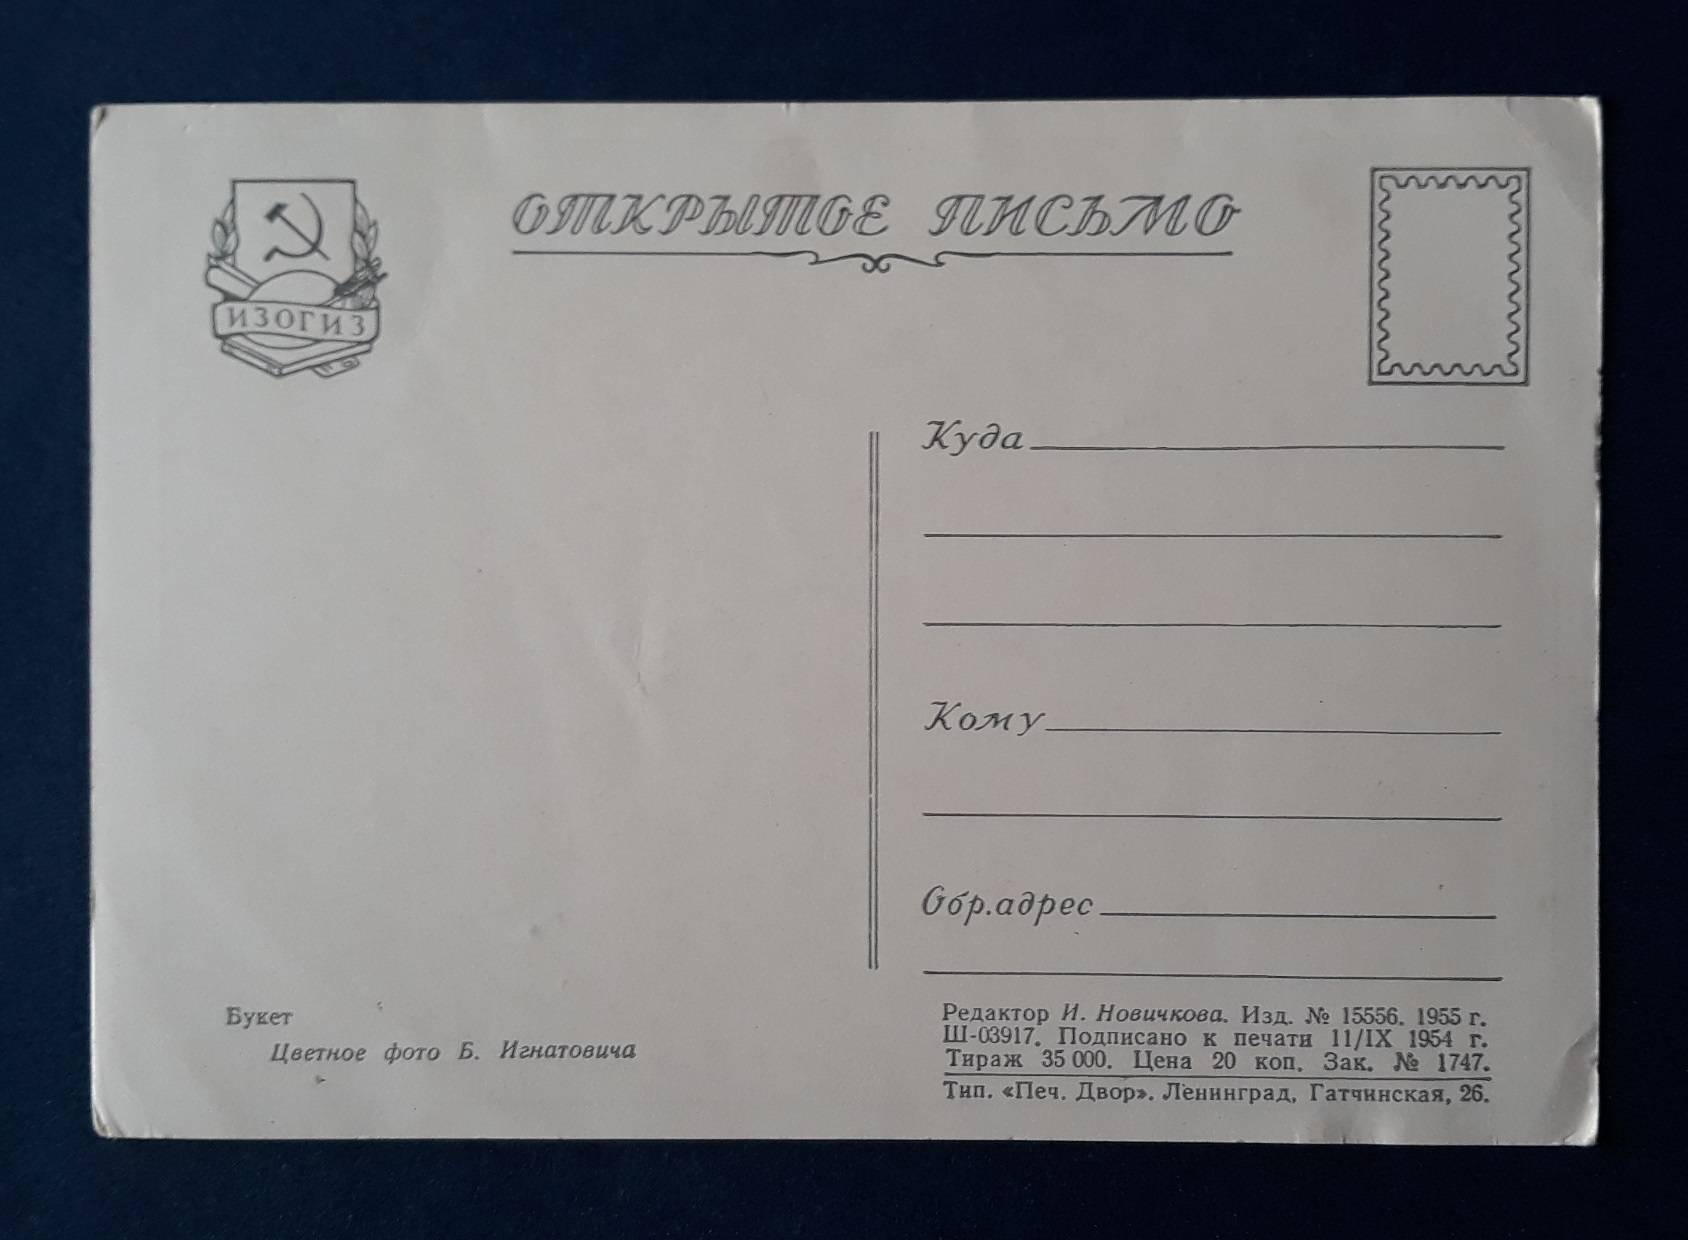 ИЗОГИЗ
ОТКРЫТОЕ ПИСЬМО
Куда
Кому
Обр.адрес
Букет
Цветное фото Б. Игнатовича
Редактор И. Новичкова. Изд. № 15556. 1955 г.
Ш-03917. Подписано к печати 11/IX 1954 г.
Тираж 35 000. Цена 20 коп. Зак. № 1747.
Тип. «Печ. Двор». Ленинград, Гатчинская, 26.